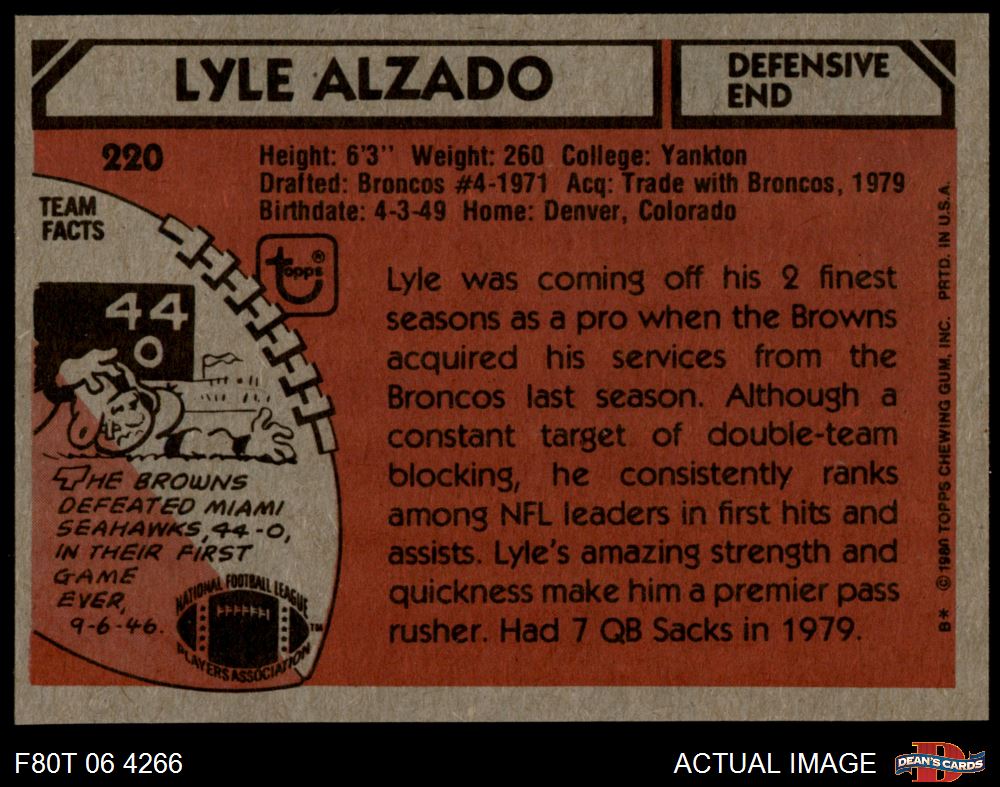 LYLE ALZADO
DEFENSIVE
END
220
Height: 6'3" Weight: 260 College: Yankton
Drafted: Broncos #4-1971 Acq: Trade with Broncos, 1979
Birthdate: 4-3-49 Home: Denver, Colorado
TEAM
FACTS
topps®
44
0
THE BROWNS
DEFEATED MIAMI
SEAHAWKS, 44-0,
IN THEIR FIRST
GAME
EVER,
9-6-46.
NATIONAL FOOTBALL LEAGUE
PLAYERS ASSOCIATION
TM
Lyle was coming off his 2 finest
seasons as a pro when the Browns
acquired his services from the
Broncos last season. Although a
constant target of double-team
blocking, he consistently ranks
among NFL leaders in first hits and
assists. Lyle's amazing strength and
quickness make him a premier pass
rusher. Had 7 QB Sacks in 1979.
B* © 1980 TOPPS CHEWING GUM, INC. PRTD. IN U.S.A.
F80T 06 4266
ACTUAL IMAGE
D
DEAN'S CARDS